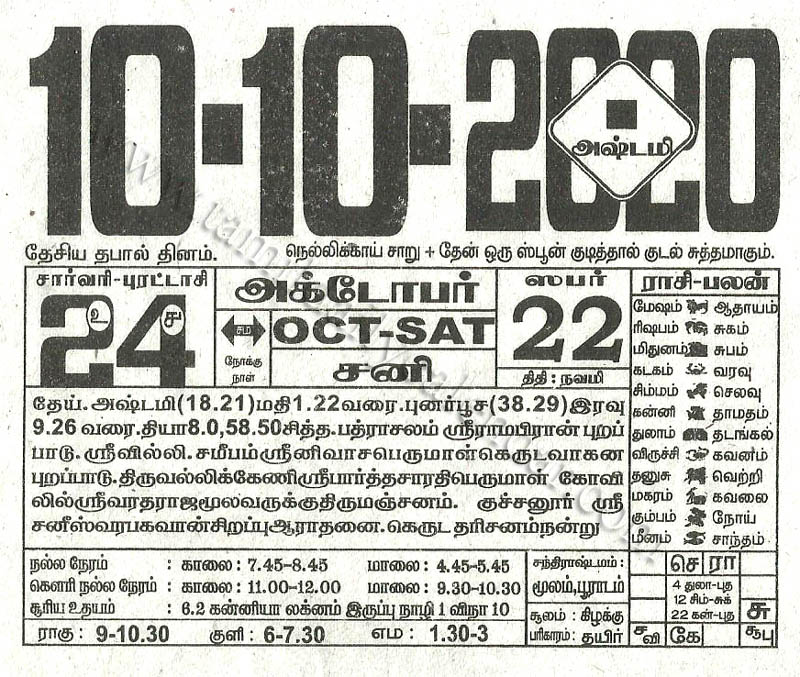 10-10-2020
அஷ்டமி
தேசிய தபால் தினம். நெல்லிக்காய் சாறு + தேன் ஒரு ஸ்பூன் குடித்தால் குடல் சுத்தமாகும்.
சார்வரி-புரட்டாசி
24
உ ௪
அக்டோபர்
சம
நோக்கு
நாள்
OCT-SAT
சனி
ஸபர்
22
திதி : நவமி
ராசி-பலன்
மேஷம் ஆதாயம்
ரிஷபம் சுகம்
மிதுனம் சுபம்
கடகம் வரவு
சிம்மம் செலவு
கன்னி தாமதம்
துலாம் தடங்கல்
விருச்சி கவனம்
தனுசு வெற்றி
மகரம் கவலை
கும்பம் நோய்
மீனம் சாந்தம்
தேய். அஷ்டமி(18.21)மதி1.22வரை.புனர்பூச(38.29)இரவு
9.26 வரை.தியா8.0,58.50சித்த.பத்ராசலம் ஸ்ரீராமபிரான் புறப்
பாடு. ஸ்ரீவில்லி. சமீபம்ஸ்ரீனிவாசபெருமாள்கெருடவாகன
புறப்பாடு.திருவல்லிக்கேணிஸ்ரீபார்த்தசாரதிபெருமாள் கோவி
லில்ஸ்ரீவரதராஜமூலவருக்குதிருமஞ்சனம். குச்சனூர் ஸ்ரீ
சனீஸ்வரபகவான்சிறப்புஆராதனை.கெருட தரிசனம்நன்று
நல்ல நேரம் : காலை: 7.45-8.45 மாலை: 4.45-5.45
கௌரி நல்ல நேரம் : காலை: 11.00-12.00 மாலை: 9.30-10.30
சூரிய உதயம் : 6.2 கன்னியா லக்னம் இருப்பு நாழி 1 விநா 10
ராகு : 9-10.30 குளி : 6-7.30 எம : 1.30-3
சந்திராஷ்டமம் :
மூலம்,பூராடம்
சூலம் : கிழக்கு
பரிகாரம் : தயிர்
செ ரா
4 துலா-புத
12 சிம்-சுக்
22 கன்-புத
சு
ச வி கே சூ பு